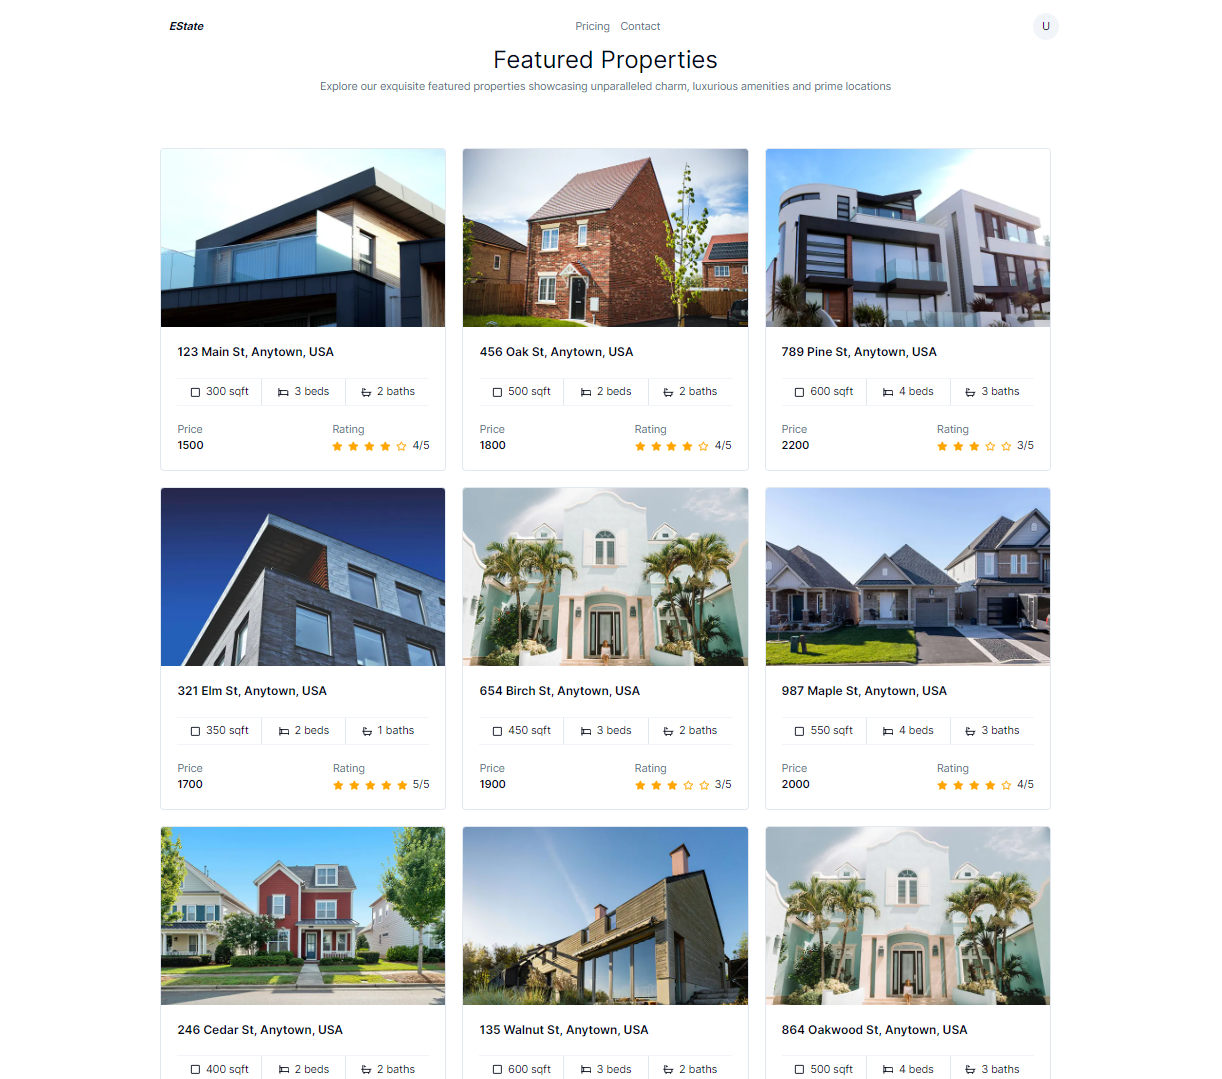 EState
Pricing Contact
U
Featured Properties
Explore our exquisite featured properties showcasing unparalleled charm, luxurious amenities and prime locations
123 Main St, Anytown, USA
300 sqft 3 beds 2 baths
Price Rating
1500 4/5
456 Oak St, Anytown, USA
500 sqft 2 beds 2 baths
Price Rating
1800 4/5
789 Pine St, Anytown, USA
600 sqft 4 beds 3 baths
Price Rating
2200 3/5
321 Elm St, Anytown, USA
350 sqft 2 beds 1 baths
Price Rating
1700 5/5
654 Birch St, Anytown, USA
450 sqft 3 beds 2 baths
Price Rating
1900 3/5
987 Maple St, Anytown, USA
550 sqft 4 beds 3 baths
Price Rating
2000 4/5
246 Cedar St, Anytown, USA
400 sqft 2 beds 2 baths
135 Walnut St, Anytown, USA
600 sqft 3 beds 2 baths
864 Oakwood St, Anytown, USA
500 sqft 4 beds 3 baths